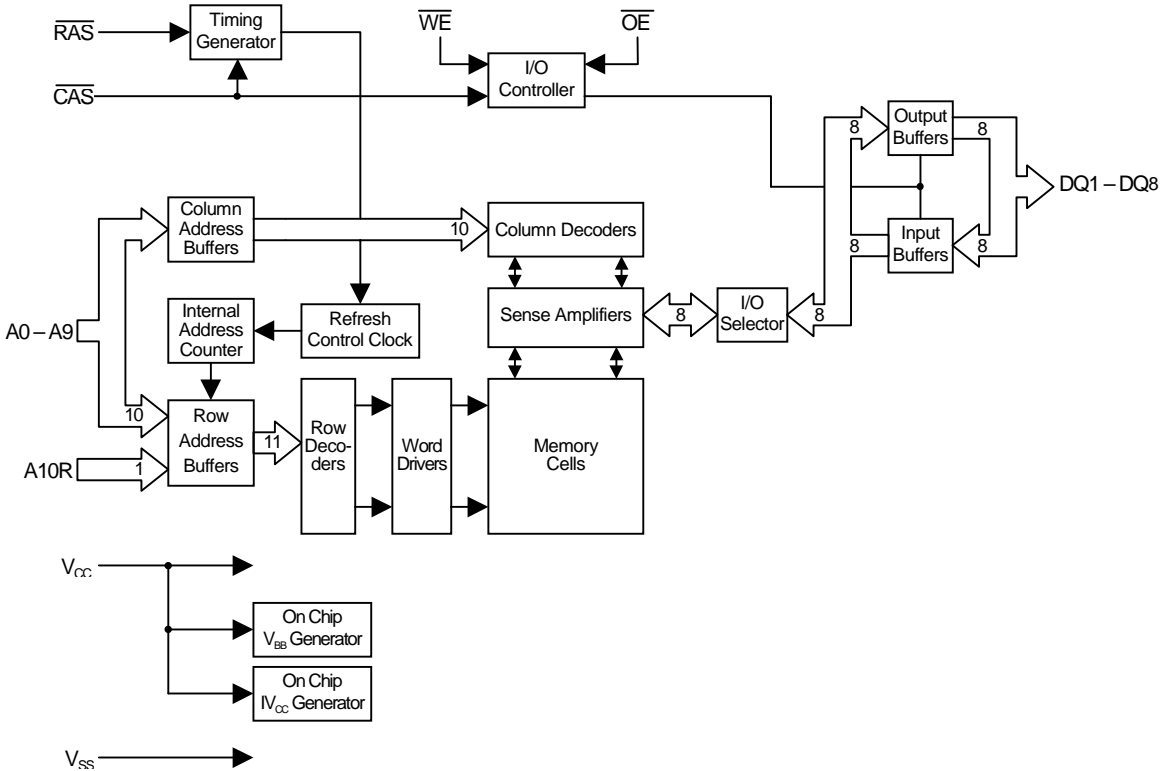 RAS
Timing
Generator
WE
OE
CAS
I/O
Controller
Output
Buffers
8
8
DQ1 – DQ8
Column
Address
Buffers
10
Column Decoders
Input
Buffers
8
8
Internal
Address
Counter
Refresh
Control Clock
Sense Amplifiers
8
I/O
Selector
8
A0 – A9
10
Row
Address
Buffers
11
Row
Deco-
ders
Word
Drivers
Memory
Cells
A10R
1
VCC
On Chip
VBB Generator
On Chip
IVCC Generator
VSS